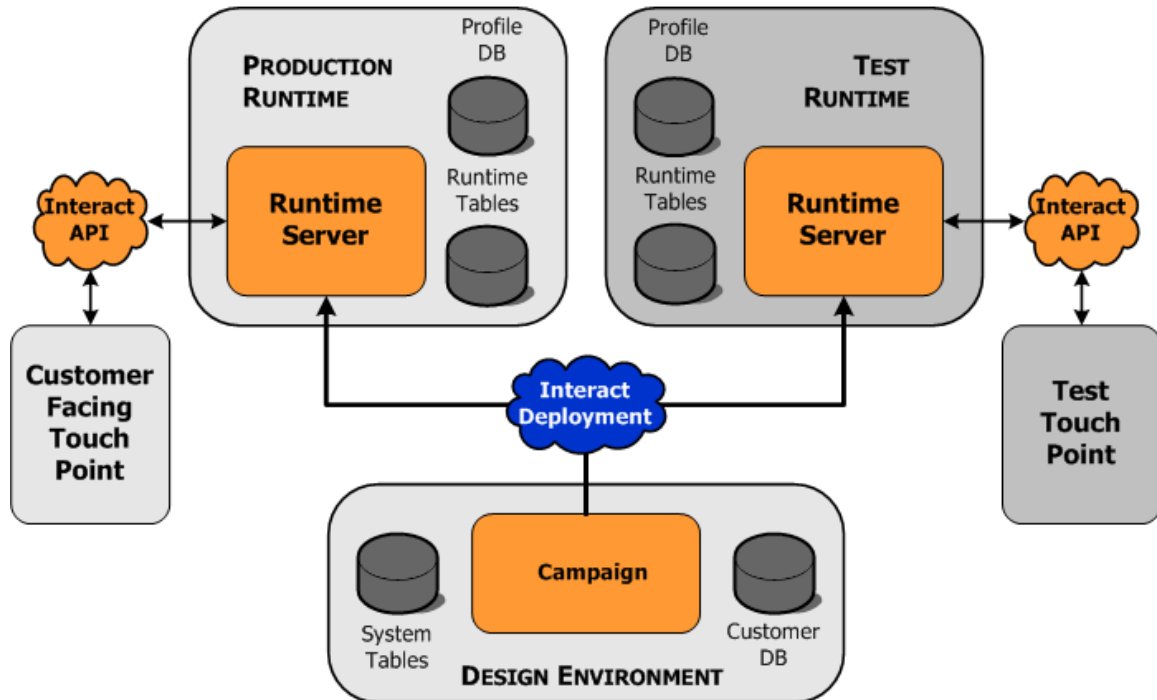 Profile
DB
PRODUCTION
RUNTIME
Runtime
Tables
Runtime
Server
Profile
DB
TEST
RUNTIME
Runtime
Tables
Runtime
Server
Interact
API
Interact
API
Customer
Facing
Touch
Point
Interact
Deployment
Test
Touch
Point
Campaign
System
Tables
Customer
DB
DESIGN ENVIRONMENT